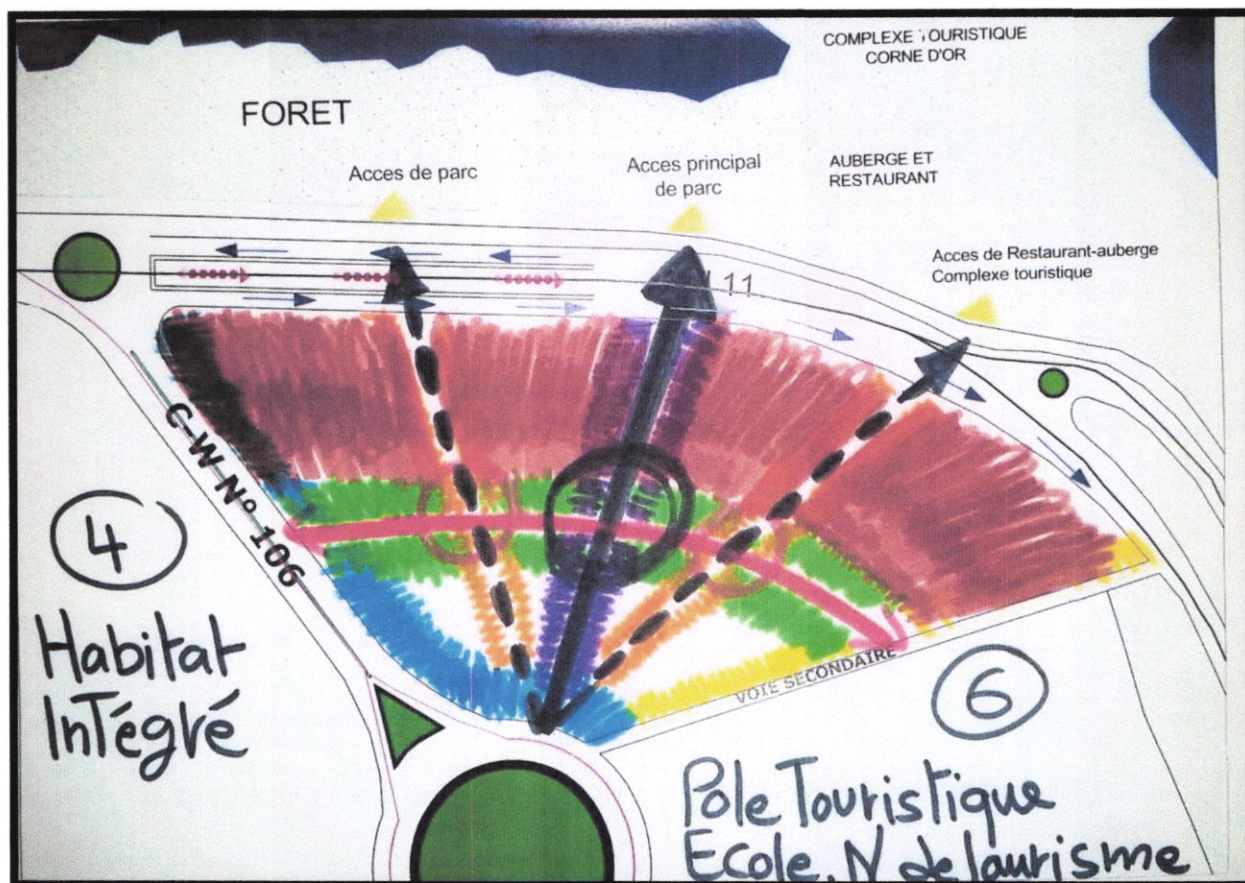 COMPLEXE TOURISTIQUE
CORNE D'OR
FORET
Acces de parc
Acces principal
de parc
AUBERGE ET
RESTAURANT
Acces de Restaurant-auberge
Complexe touristique
11
C-W N° 106
4
Habitat
Intégré
VOIE SECONDAIRE
6
Pole Touristique
Ecole. N de laurisme